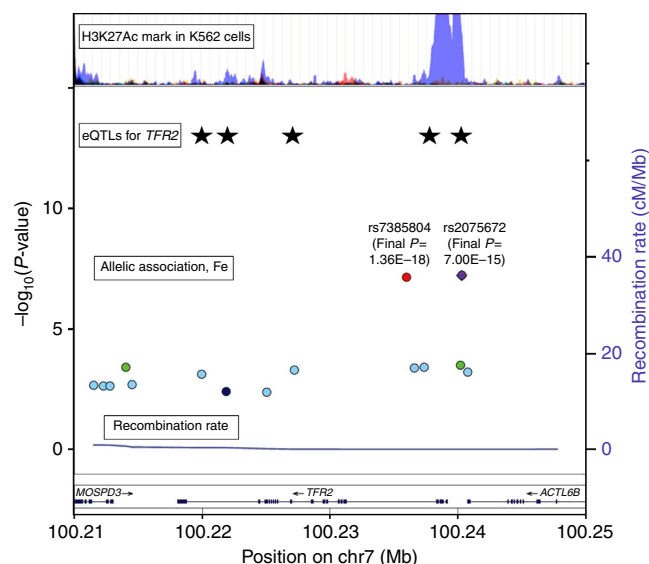 H3K27Ac mark in K562 cells
eQTLs for TFR2
10
5
0
−log10(P-value)
rs7385804
(Final P=
1.36E–18)
rs2075672
(Final P=
7.00E–15)
Allelic association, Fe
40
20
0
Recombination rate (cM/Mb)
Recombination rate
MOSPD3 →
← TFR2
← ACTL6B
100.21
100.22
100.23
100.24
100.25
Position on chr7 (Mb)